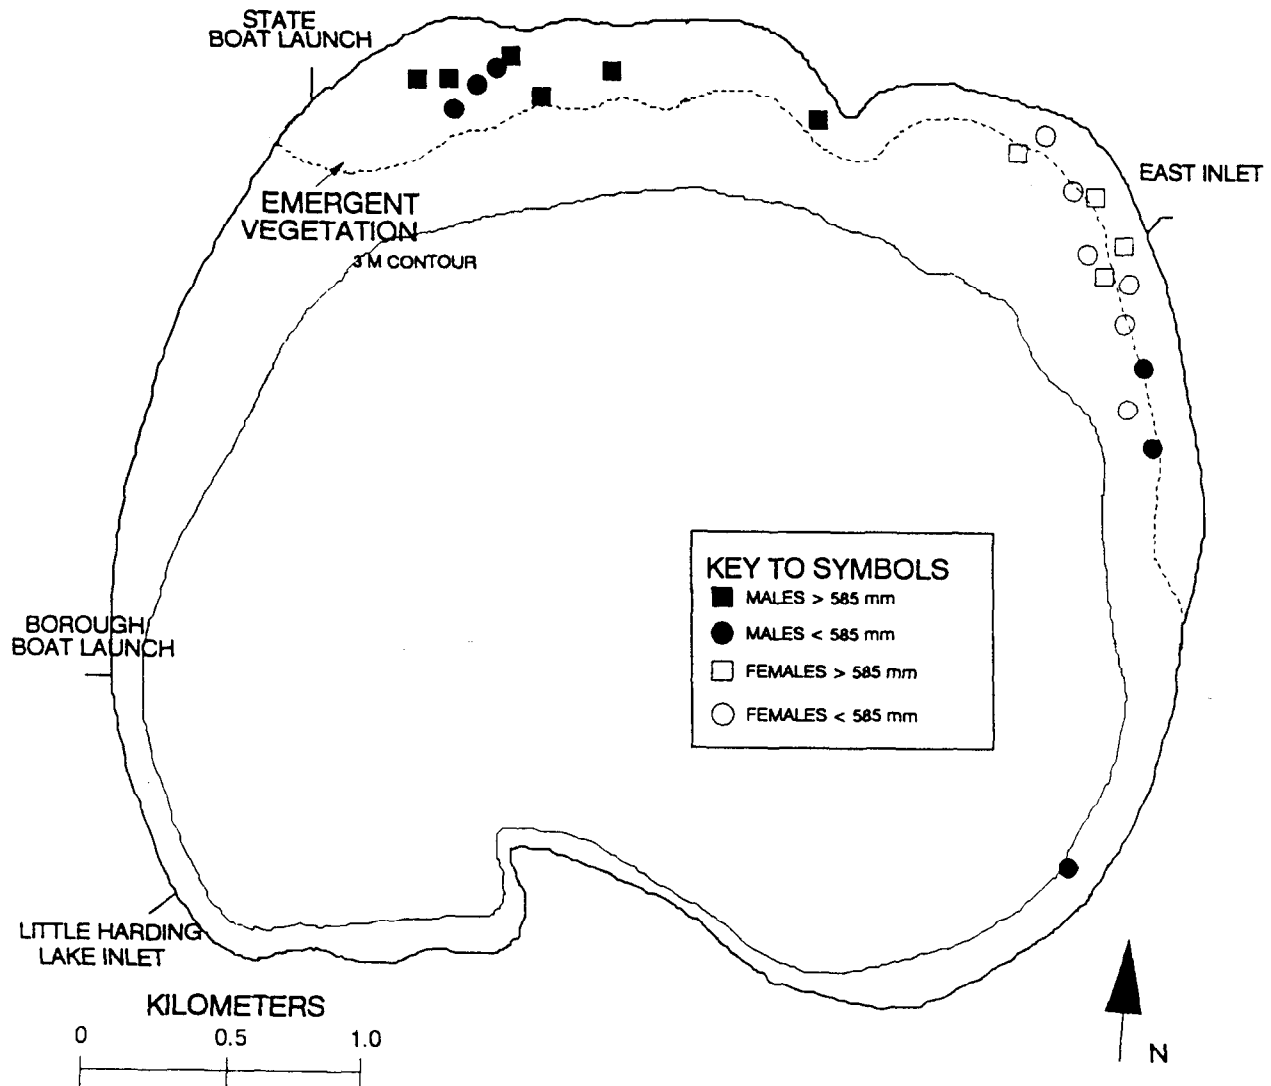 STATE
BOAT LAUNCH
EAST INLET
EMERGENT
VEGETATION
3 M CONTOUR
KEY TO SYMBOLS
MALES > 585 mm
MALES < 585 mm
FEMALES > 585 mm
FEMALES < 585 mm
BOROUGH
BOAT LAUNCH
LITTLE HARDING
LAKE INLET
KILOMETERS
0 0.5 1.0
N